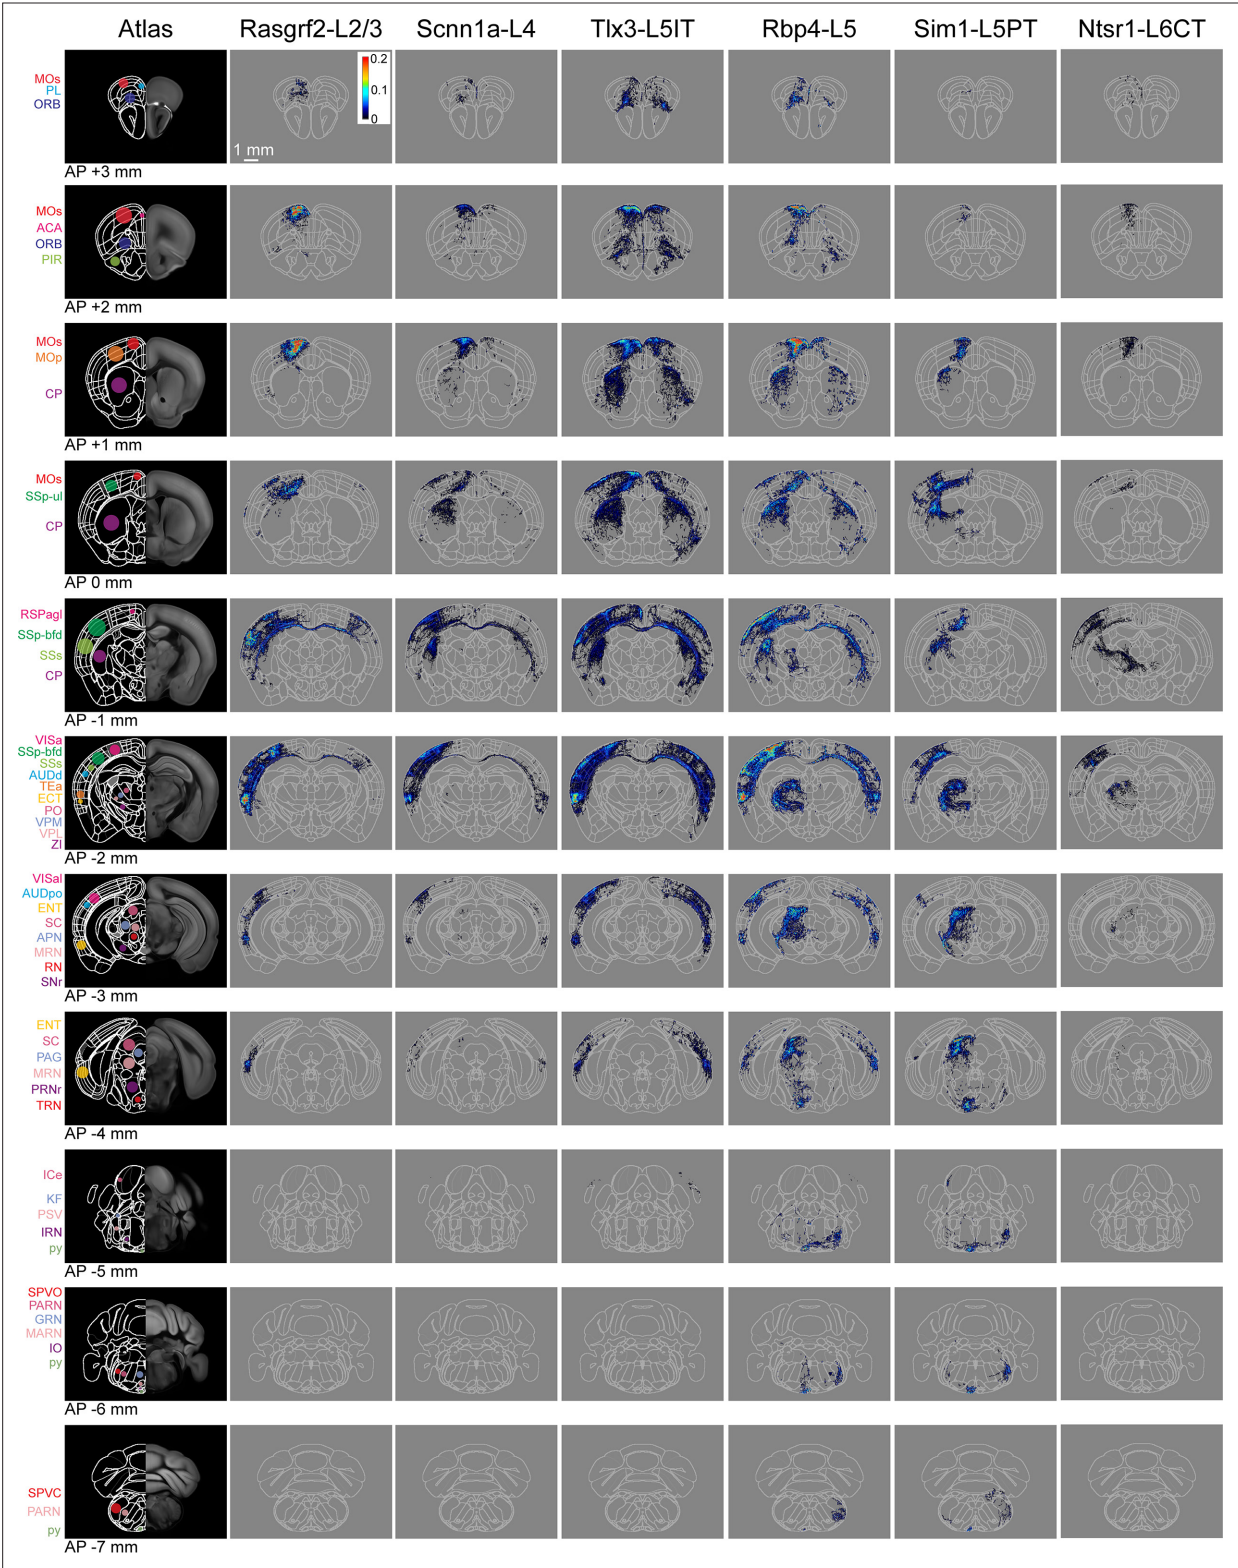 Atlas Rasgrf2-L2/3 Scnn1a-L4 Tlx3-L5IT Rbp4-L5 Sim1-L5PT Ntsr1-L6CT
MOs
PL
ORB
0.2
0.1
0
1 mm
AP +3 mm
MOs
ACA
ORB
PIR
AP +2 mm
MOs
MOp
CP
AP +1 mm
MOs
SSp-ul
CP
AP 0 mm
RSPagl
SSp-bfd
SSs
CP
AP -1 mm
VISa
SSp-bfd
SSs
AUDd
TEa
ECT
PO
VPM
VPL
ZI
AP -2 mm
VISal
AUDpo
ENT
SC
APN
MRN
RN
SNr
AP -3 mm
ENT
SC
PAG
MRN
PRNr
TRN
AP -4 mm
ICe
KF
PSV
IRN
py
AP -5 mm
SPVO
PARN
GRN
MARN
IO
py
AP -6 mm
SPVC
PARN
py
AP -7 mm